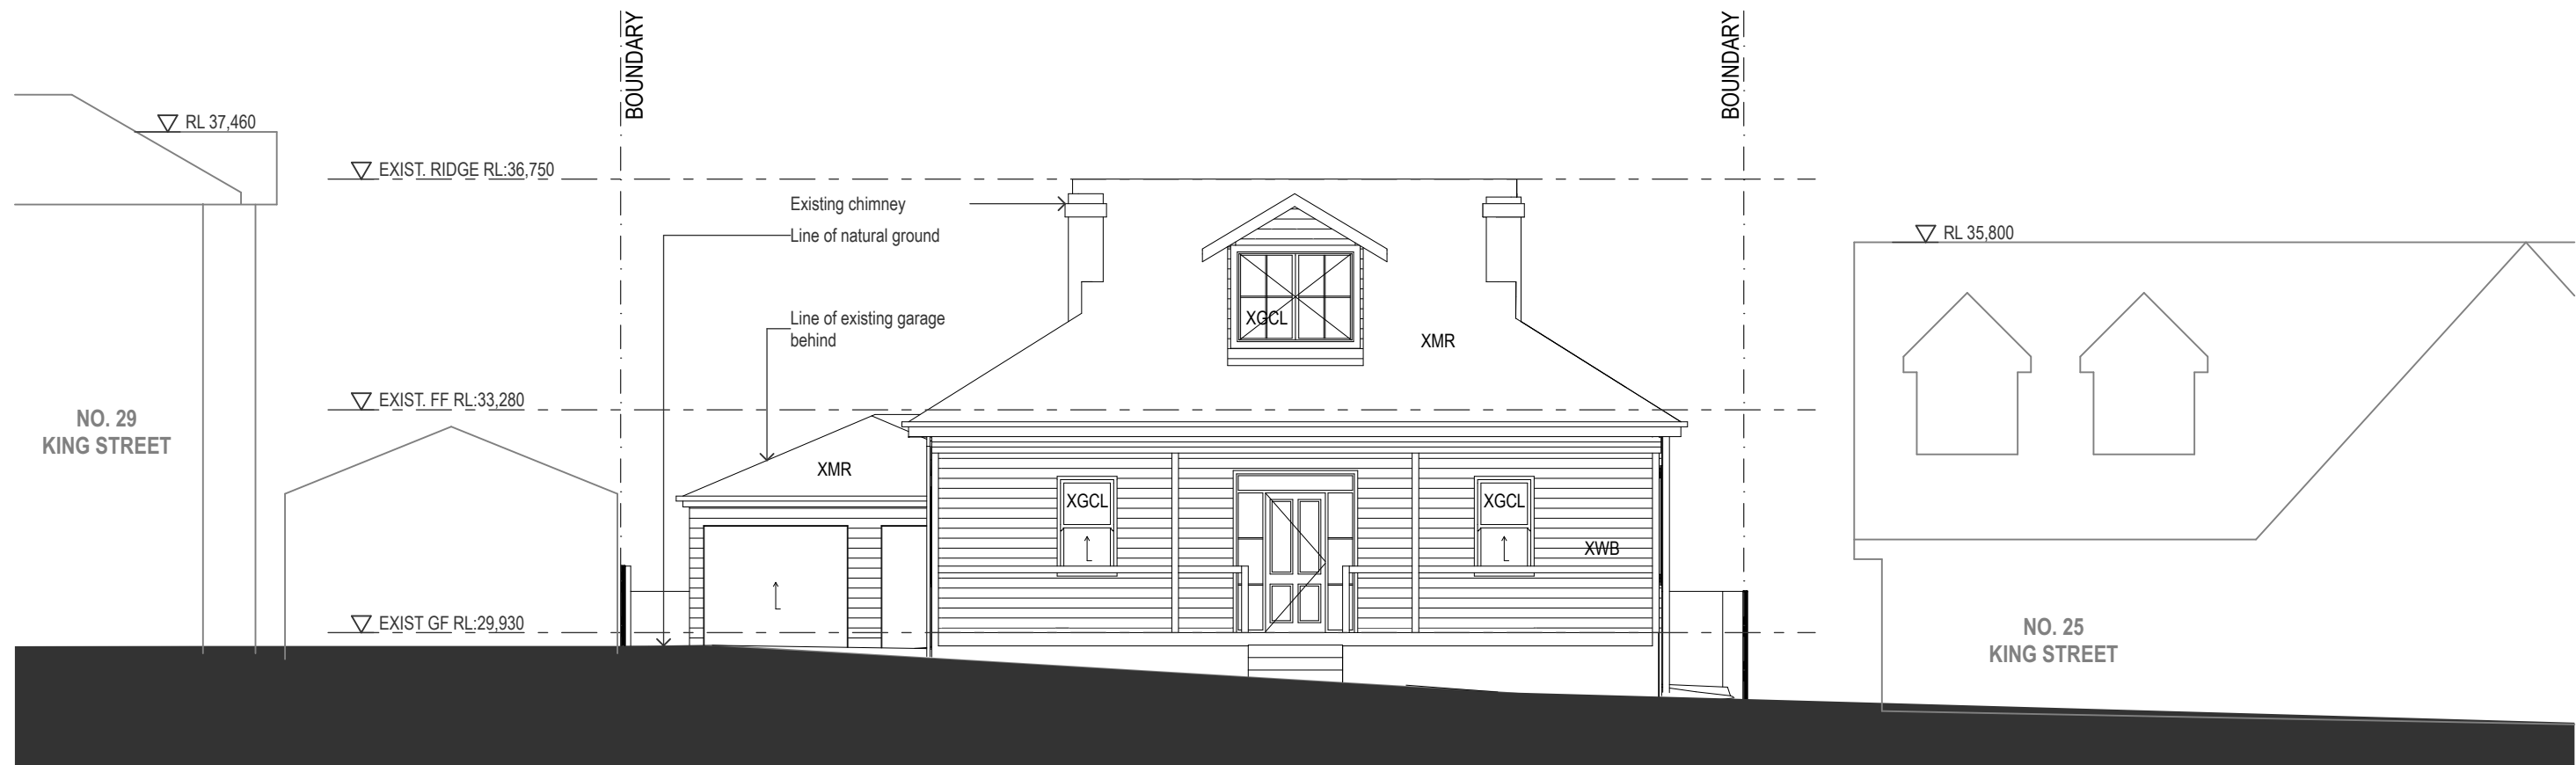 BOUNDARY
BOUNDARY
RL 37,460
EXIST. RIDGE RL:36,750
Existing chimney
Line of natural ground
RL 35,800
Line of existing garage
behind
XGCL
XMR
EXIST. FF RL:33,280
NO. 29
KING STREET
XMR
XGCL
XGCL
XWB
EXIST GF RL:29,930
NO. 25
KING STREET